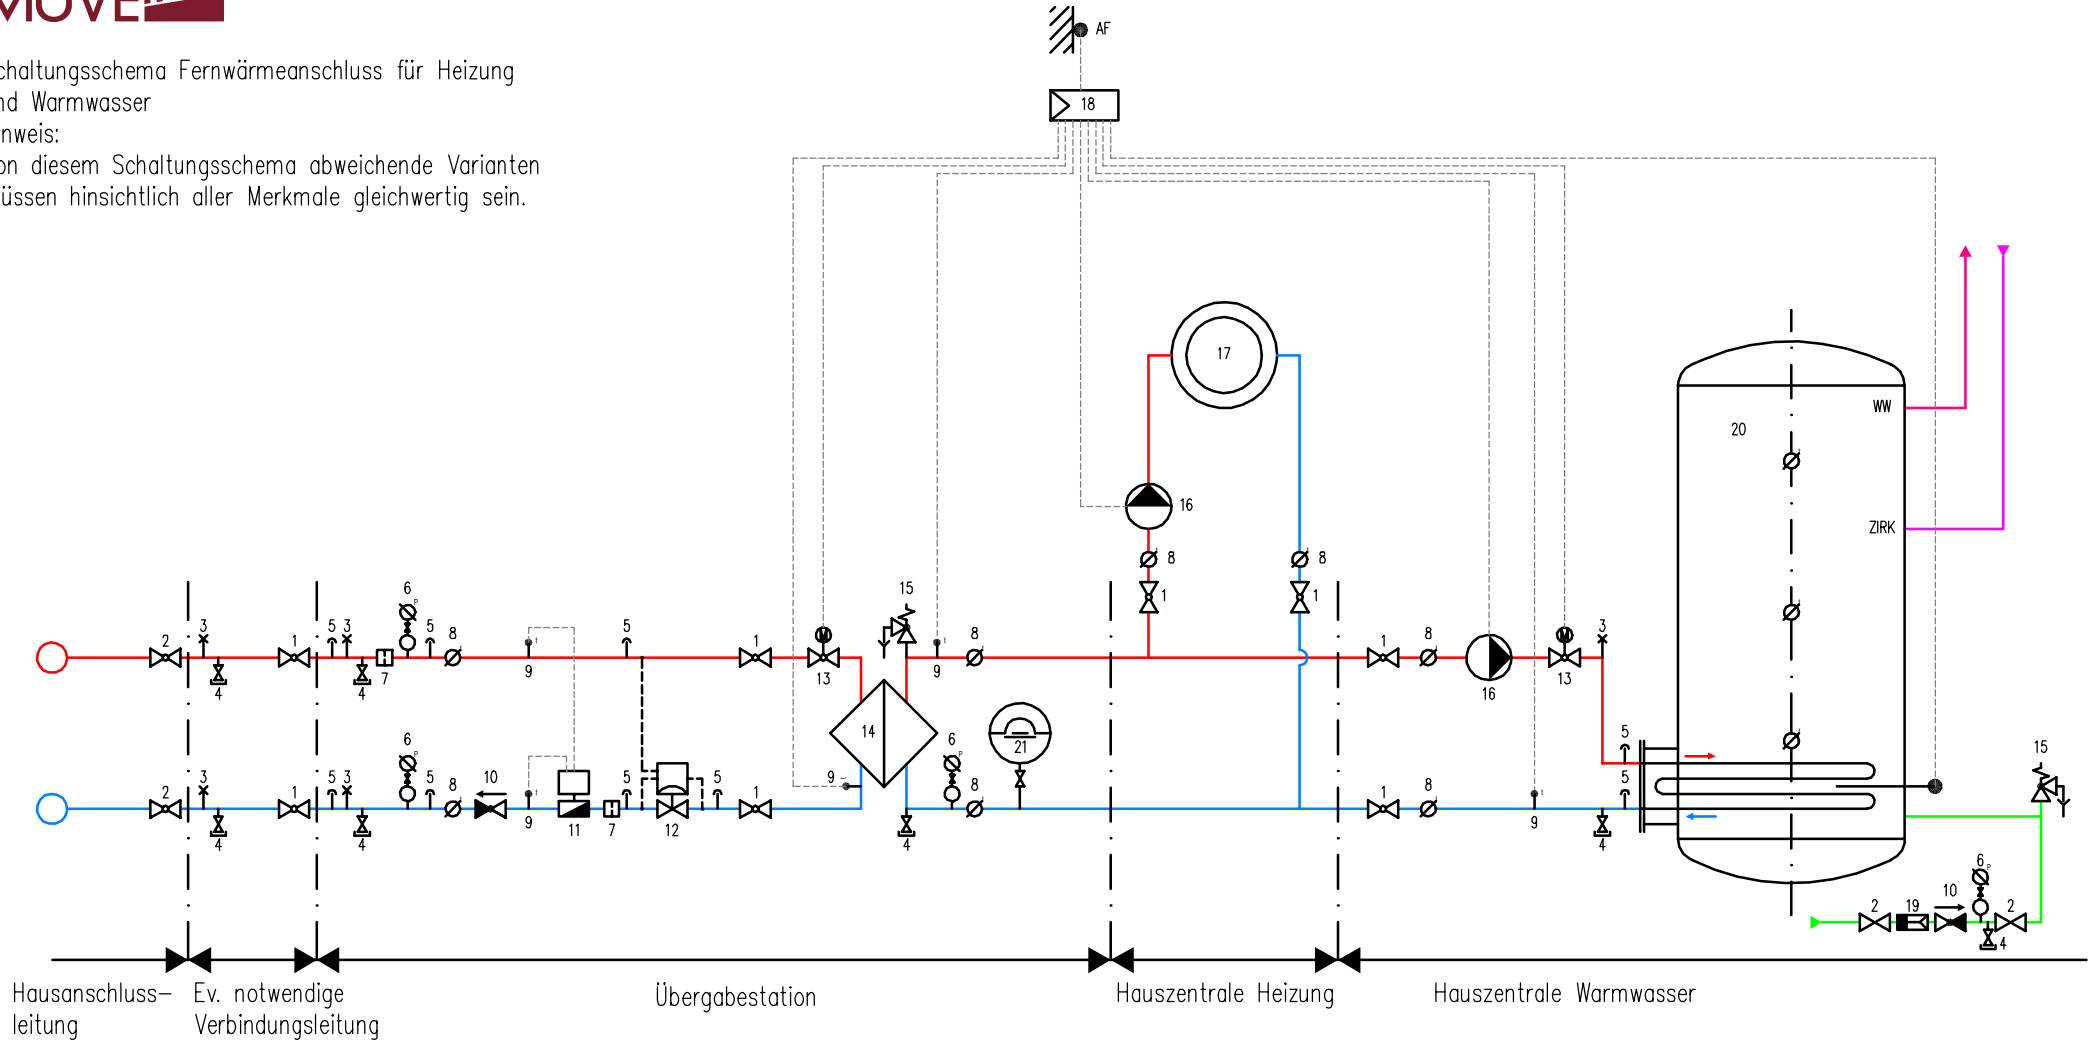 MOVE
chaltungsschema Fernwärmeanschluss für Heizung
nd Warmwasser
nweis:
on diesem Schaltungsschema abweichende Varianten
üssen hinsichtlich aller Merkmale gleichwertig sein.
AF
18
17
WW
20
16
ZIRK
8 8
1 1
6 15
2 3 1 5 3 5 8 5 1 M 8 1 8 M 3
4 4 7 9 13 9 16 13
14 21
6 6 5 5 15
2 3 1 5 3 5 8 10 5 5 1 9 8 1 8
4 4 9 11 7 12 4 9 4
6
10
2 19 2
4
Hausanschluss-
leitung
Ev. notwendige
Verbindungsleitung
Übergabestation
Hauszentrale Heizung
Hauszentrale Warmwasser